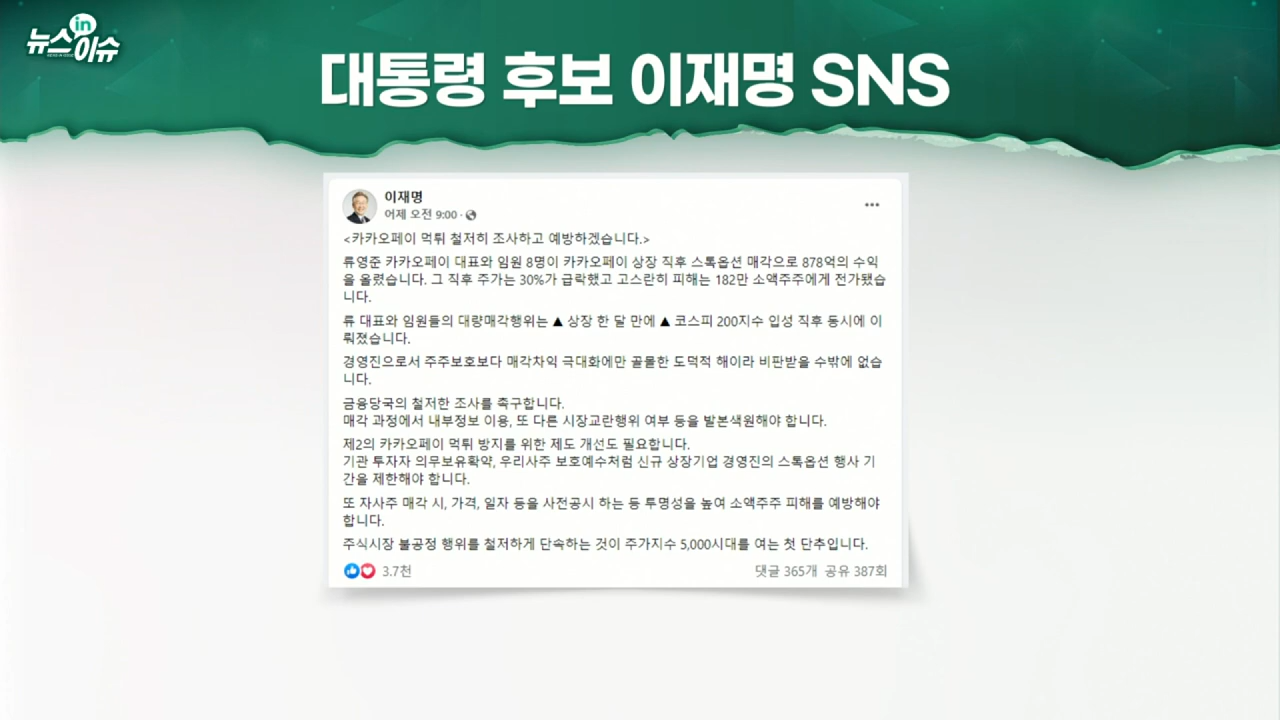 뉴스in이슈
대통령 후보 이재명 SNS
이재명
어제 오전 9:00 ·
<카카오페이 먹튀 철저히 조사하고 예방하겠습니다.>
류영준 카카오페이 대표와 임원 8명이 카카오페이 상장 직후 스톡옵션 매각으로 878억의 수익
을 올렸습니다. 그 직후 주가는 30%가 급락했고 고스란히 피해는 182만 소액주주에게 전가됐습
니다.
류 대표와 임원들의 대량매각행위는 ▲ 상장 한 달 만에 ▲ 코스피 200지수 입성 직후 동시에 이
뤄졌습니다.
경영진으로서 주주보호보다 매각차익 극대화에만 골몰한 도덕적 해이라 비판받을 수밖에 없습
니다.
금융당국의 철저한 조사를 촉구합니다.
매각 과정에서 내부정보 이용, 또 다른 시장교란행위 여부 등을 발본색원해야 합니다.
제2의 카카오페이 먹튀 방지를 위한 제도 개선도 필요합니다.
기관 투자자 의무보유확약, 우리사주 보호예수처럼 신규 상장기업 경영진의 스톡옵션 행사 기
간을 제한해야 합니다.
또 자사주 매각 시, 가격, 일자 등을 사전공시 하는 등 투명성을 높여 소액주주 피해를 예방해야
합니다.
주식시장 불공정 행위를 철저하게 단속하는 것이 주가지수 5,000시대를 여는 첫 단추입니다.
3.7천 댓글 365개 공유 387회